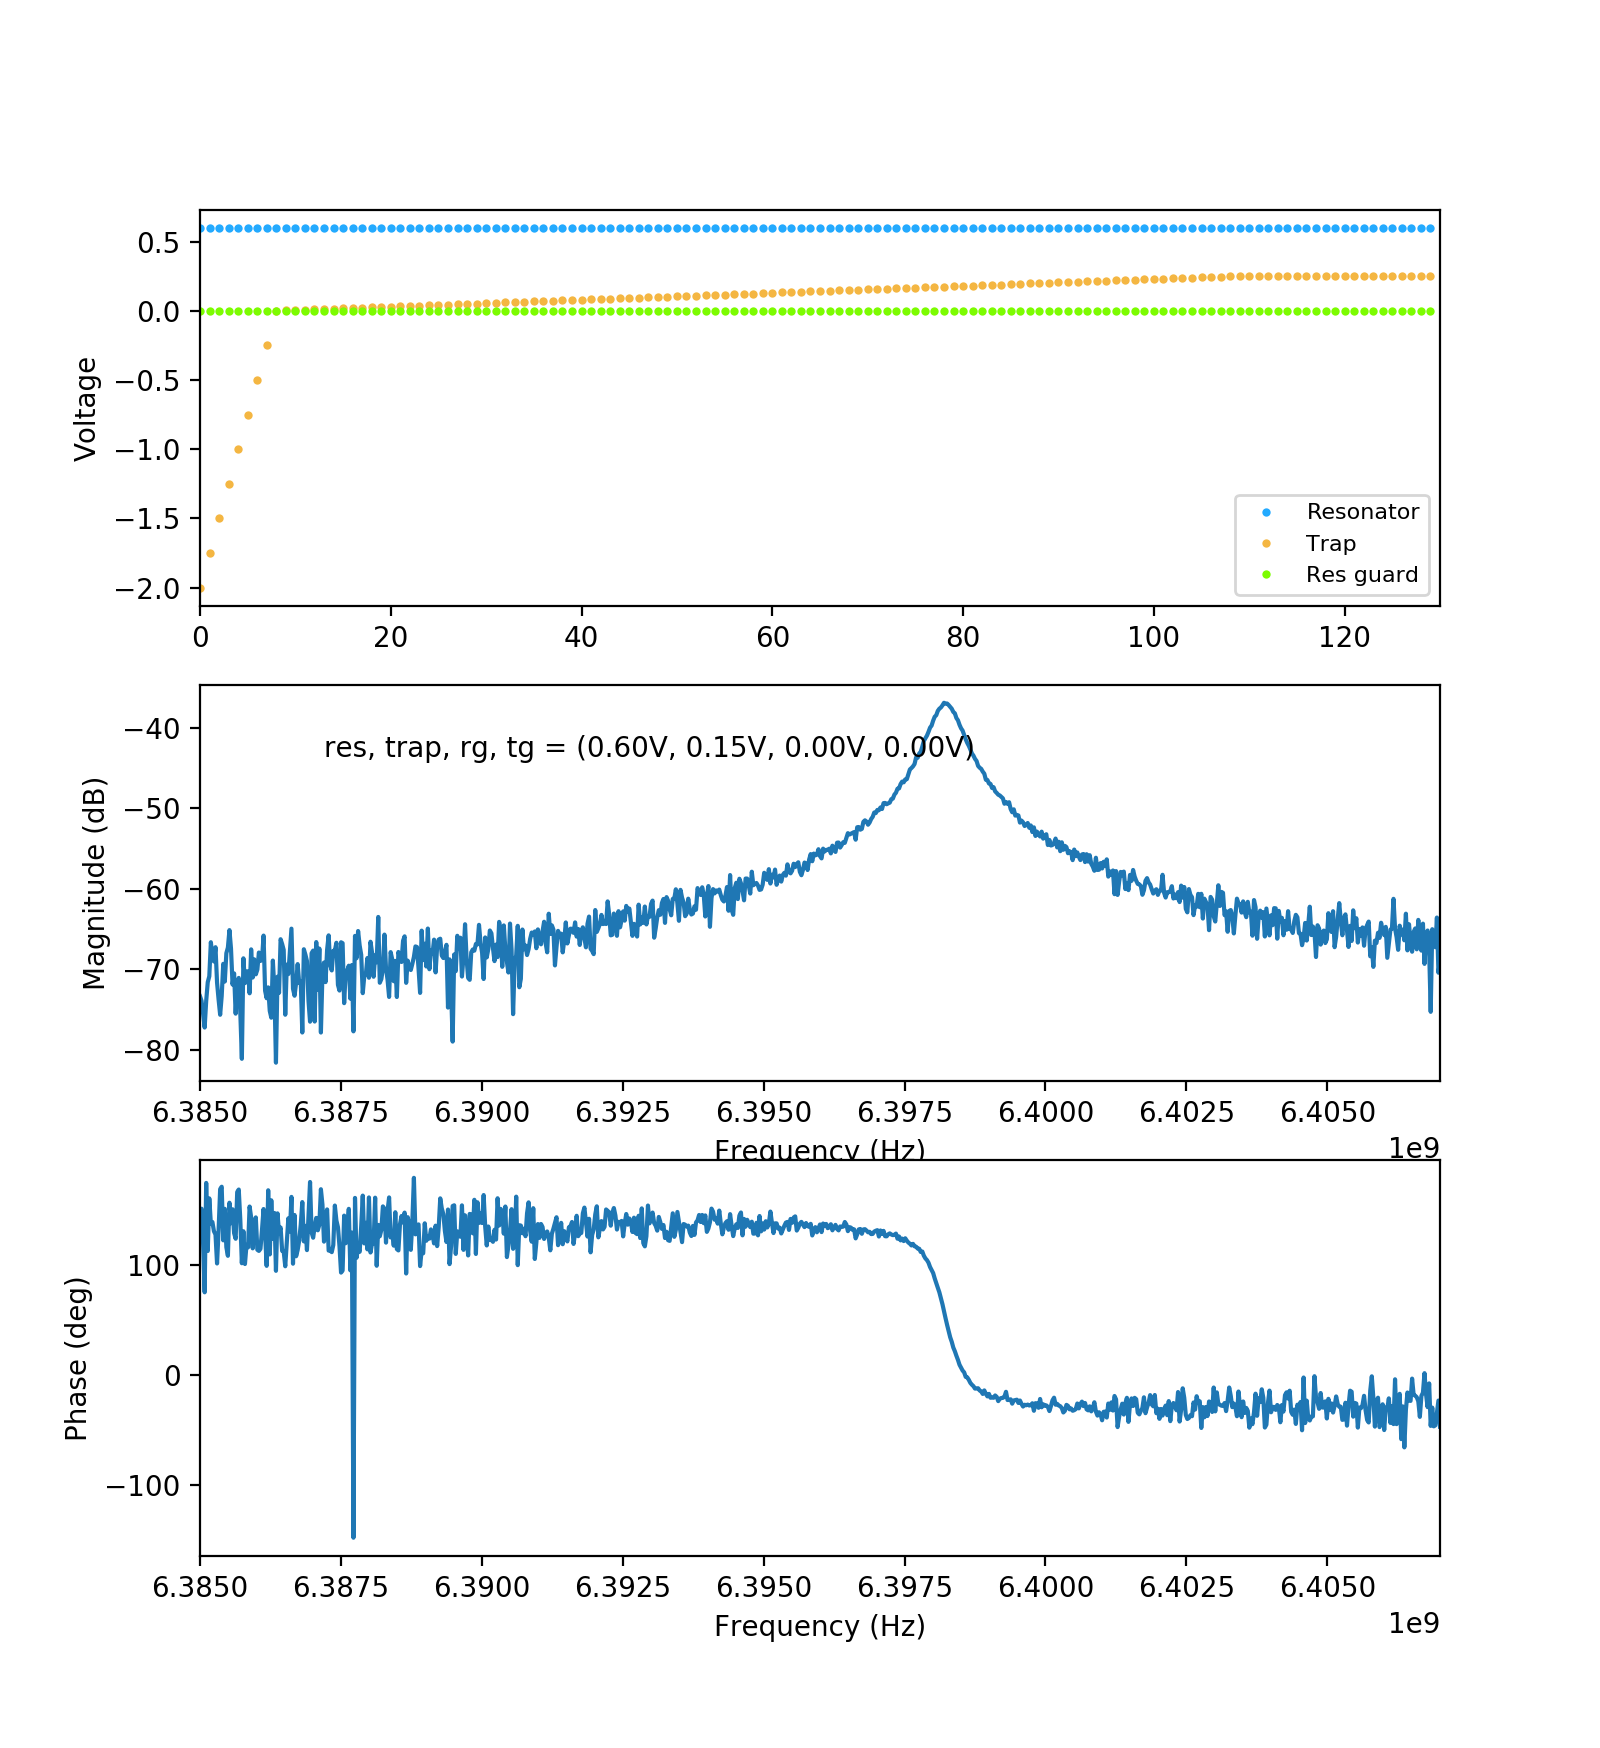 0.5
0.0
−0.5
−1.0
−1.5
−2.0
Voltage
Resonator
Trap
Res guard
0 20 40 60 80 100 120
−40
−50
−60
−70
−80
Magnitude (dB)
res, trap, rg, tg = (0.60V, 0.15V, 0.00V, 0.00V)
6.3850 6.3875 6.3900 6.3925 6.3950 6.3975 6.4000 6.4025 6.4050
Frequency (Hz)
1e9
100
0
−100
Phase (deg)
6.3850 6.3875 6.3900 6.3925 6.3950 6.3975 6.4000 6.4025 6.4050
Frequency (Hz)
1e9